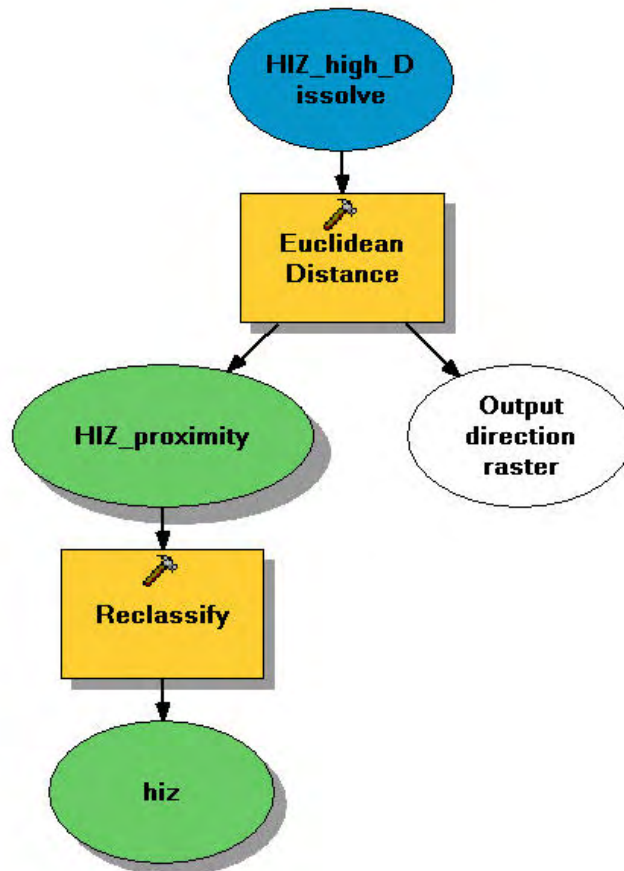 HIZ_high_D
issolve
Euclidean
Distance
HIZ_proximity
Output
direction
raster
Reclassify
hiz